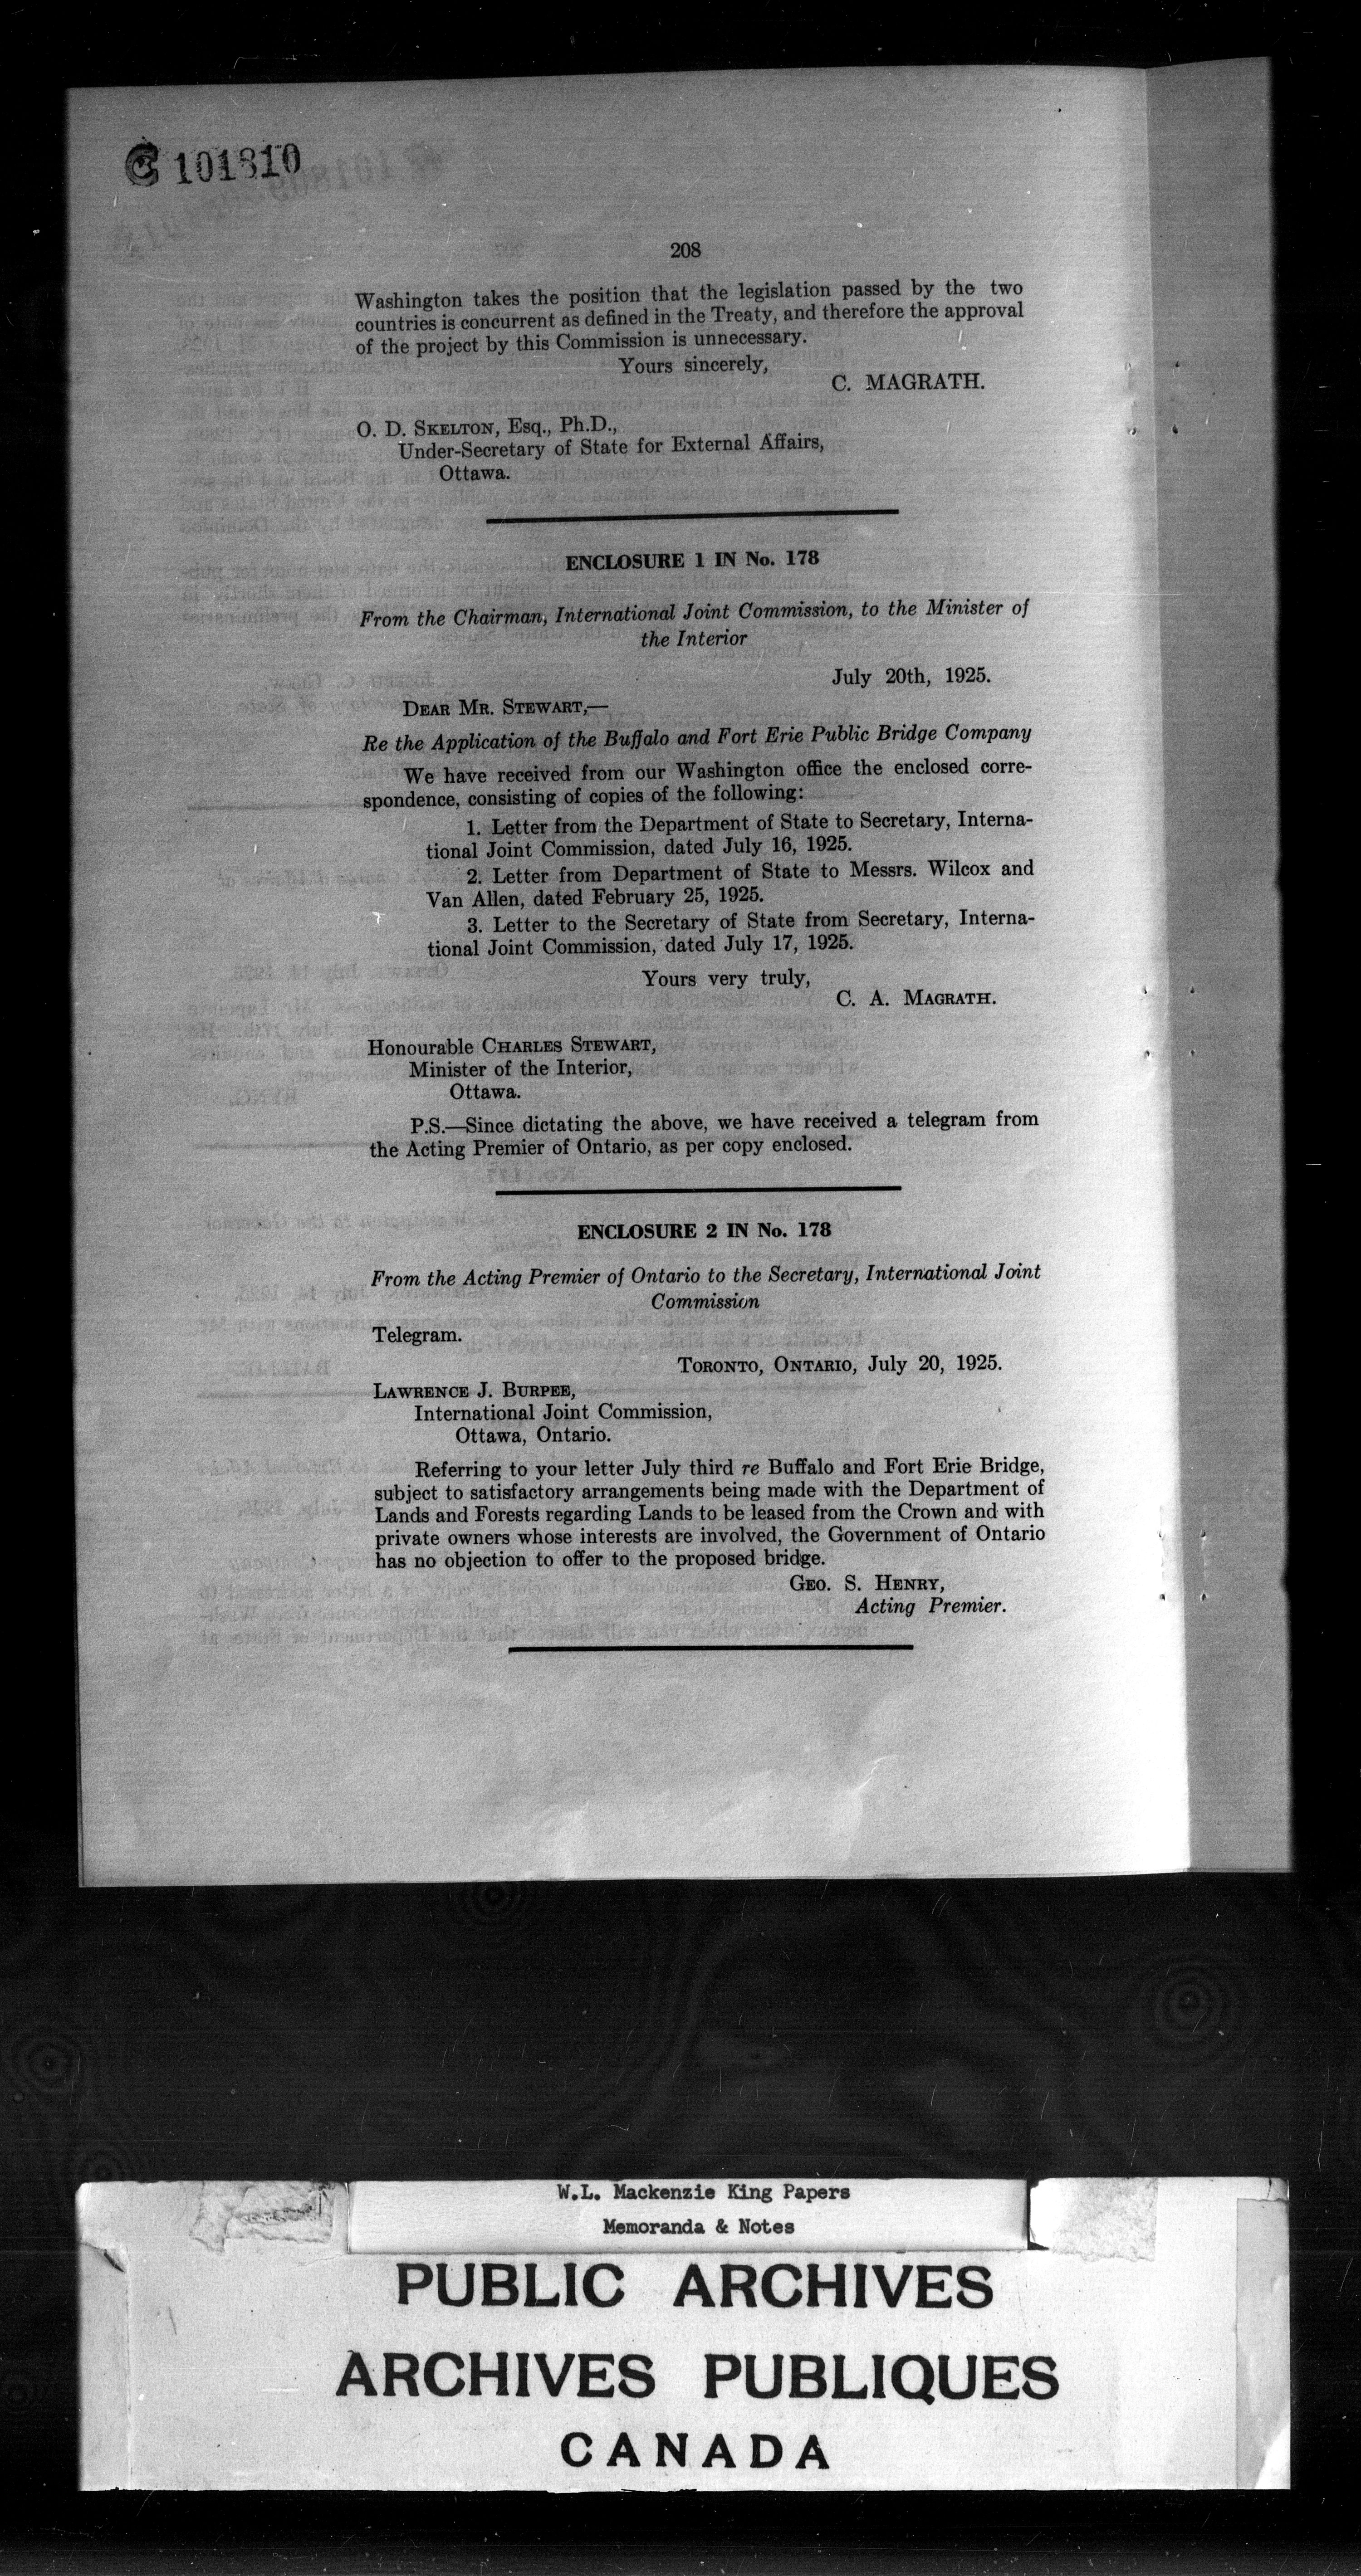 C 101810
208
Washington takes the position that the legislation passed by the two
countries is concurrent as defined in the Treaty, and therefore the approval
of the project by this Commission is unnecessary.
Yours sincerely,
C. MAGRATH.
O. D. SKELTON, Esq., Ph.D.,
Under-Secretary of State for External Affairs,
Ottawa.
ENCLOSURE 1 IN No. 178
From the Chairman, International Joint Commission, to the Minister of
the Interior
July 20th, 1925.
DEAR MR. STEWART,—
Re the Application of the Buffalo and Fort Erie Public Bridge Company
We have received from our Washington office the enclosed corre-
spondence, consisting of copies of the following:
1. Letter from the Department of State to Secretary, Interna-
tional Joint Commission, dated July 16, 1925.
2. Letter from Department of State to Messrs. Wilcox and
Van Allen, dated February 25, 1925.
3. Letter to the Secretary of State from Secretary, Interna-
tional Joint Commission, dated July 17, 1925.
Yours very truly,
C. A. MAGRATH.
Honourable CHARLES STEWART,
Minister of the Interior,
Ottawa.
P.S.—Since dictating the above, we have received a telegram from
the Acting Premier of Ontario, as per copy enclosed.
ENCLOSURE 2 IN No. 178
From the Acting Premier of Ontario to the Secretary, International Joint
Commission
Telegram.
TORONTO, ONTARIO, July 20, 1925.
LAWRENCE J. BURPEE,
International Joint Commission,
Ottawa, Ontario.
Referring to your letter July third re Buffalo and Fort Erie Bridge,
subject to satisfactory arrangements being made with the Department of
Lands and Forests regarding Lands to be leased from the Crown and with
private owners whose interests are involved, the Government of Ontario
has no objection to offer to the proposed bridge.
GEO. S. HENRY,
Acting Premier.
W.L. Mackenzie King Papers
Memoranda & Notes
PUBLIC ARCHIVES
ARCHIVES PUBLIQUES
CANADA